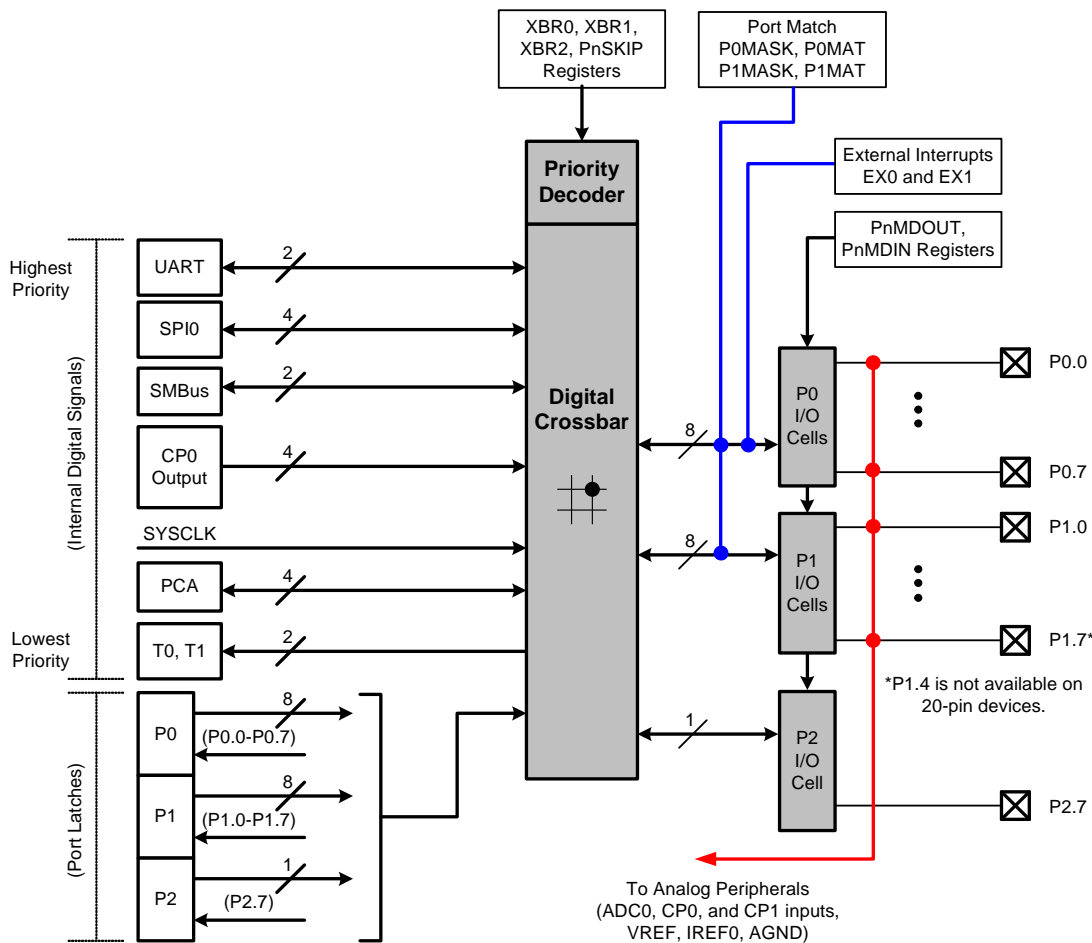 XBR0, XBR1,
XBR2, PnSKIP
Registers
Port Match
P0MASK, P0MAT
P1MASK, P1MAT
External Interrupts
EX0 and EX1
PnMDOUT,
PnMDIN Registers
Priority
Decoder
Digital
Crossbar
Highest
Priority
Lowest
Priority
(Internal Digital Signals)
(Port Latches)
UART
2
SPI0
4
SMBus
2
CP0
Output
4
SYSCLK
PCA
4
T0, T1
2
P0
8
(P0.0-P0.7)
P1
8
(P1.0-P1.7)
P2
1
(P2.7)
8
8
1
P0
I/O
Cells
P1
I/O
Cells
P2
I/O
Cell
P0.0
P0.7
P1.0
P1.7*
*P1.4 is not available on
20-pin devices.
P2.7
To Analog Peripherals
(ADC0, CP0, and CP1 inputs,
VREF, IREF0, AGND)